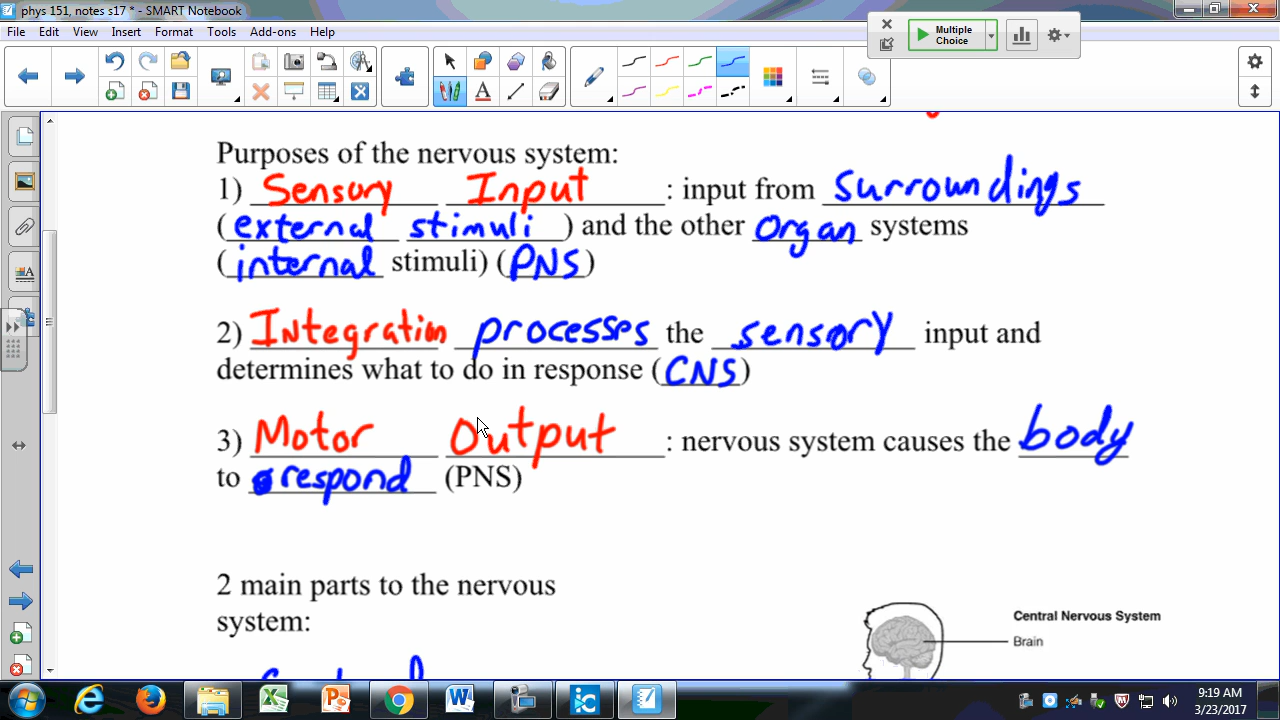 phys 151, notes s17 * - SMART Notebook
File Edit View Insert Format Tools Add-ons Help
Multiple
Choice
Purposes of the nervous system:
1) Sensory Input : input from surroundings
(external stimuli) and the other organ systems
(internal stimuli) (PNS)
2) Integration processes the sensory input and
determines what to do in response (CNS)
3) Motor Output : nervous system causes the body
to respond (PNS)
2 main parts to the nervous
system:
Central Nervous System
Brain
9:19 AM
3/23/2017